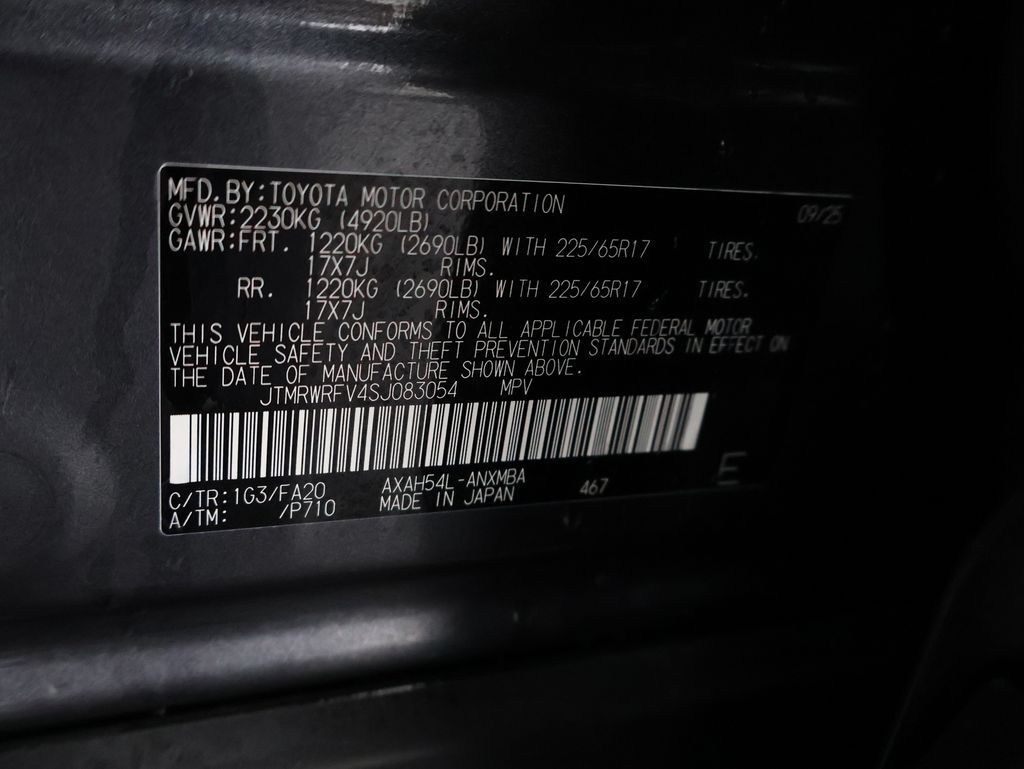 MFD. BY: TOYOTA MOTOR CORPORATION 09/25
GVWR: 2230KG (4920LB)
GAWR: FRT. 1220KG (2690LB) WITH 225/65R17 TIRES.
17X7J RIMS.
RR. 1220KG (2690LB) WITH 225/65R17 TIRES.
17X7J RIMS.
THIS VEHICLE CONFORMS TO ALL APPLICABLE FEDERAL MOTOR
VEHICLE SAFETY AND THEFT PREVENTION STANDARDS IN EFFECT ON
THE DATE OF MANUFACTURE SHOWN ABOVE.
JTMRWRFV4SJ083054 MPV
C/TR: 1G3/FA20 AXAH54L-ANXMBA 467 E
A/TM: /P710 MADE IN JAPAN